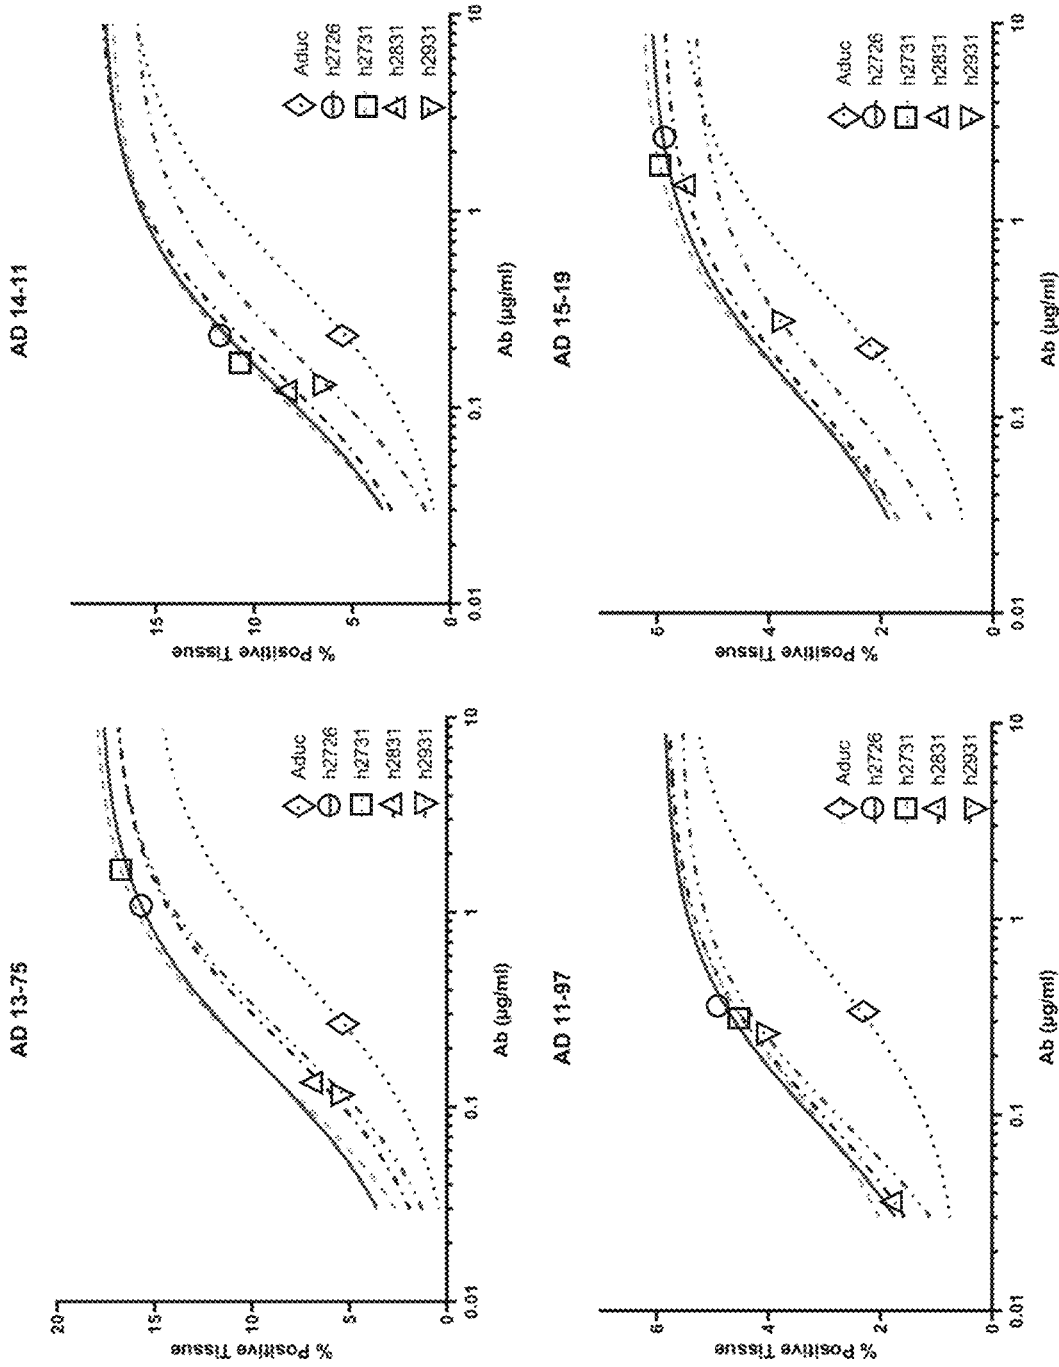 AD 13-75
20
15
10
5
0
% Positive Tissue
0.01
0.1
1
10
Ab (µg/ml)
Aduc
h2726
h2731
h2831
h2931
AD 14-11
15
10
5
0
% Positive Tissue
0.01
0.1
1
10
Ab (µg/ml)
Aduc
h2726
h2731
h2831
h2931
AD 11-97
6
4
2
0
% Positive Tissue
0.01
0.1
1
10
Ab (µg/ml)
Aduc
h2726
h2731
h2831
h2931
AD 15-19
6
4
2
0
% Positive Tissue
0.01
0.1
1
10
Ab (µg/ml)
Aduc
h2726
h2731
h2831
h2931